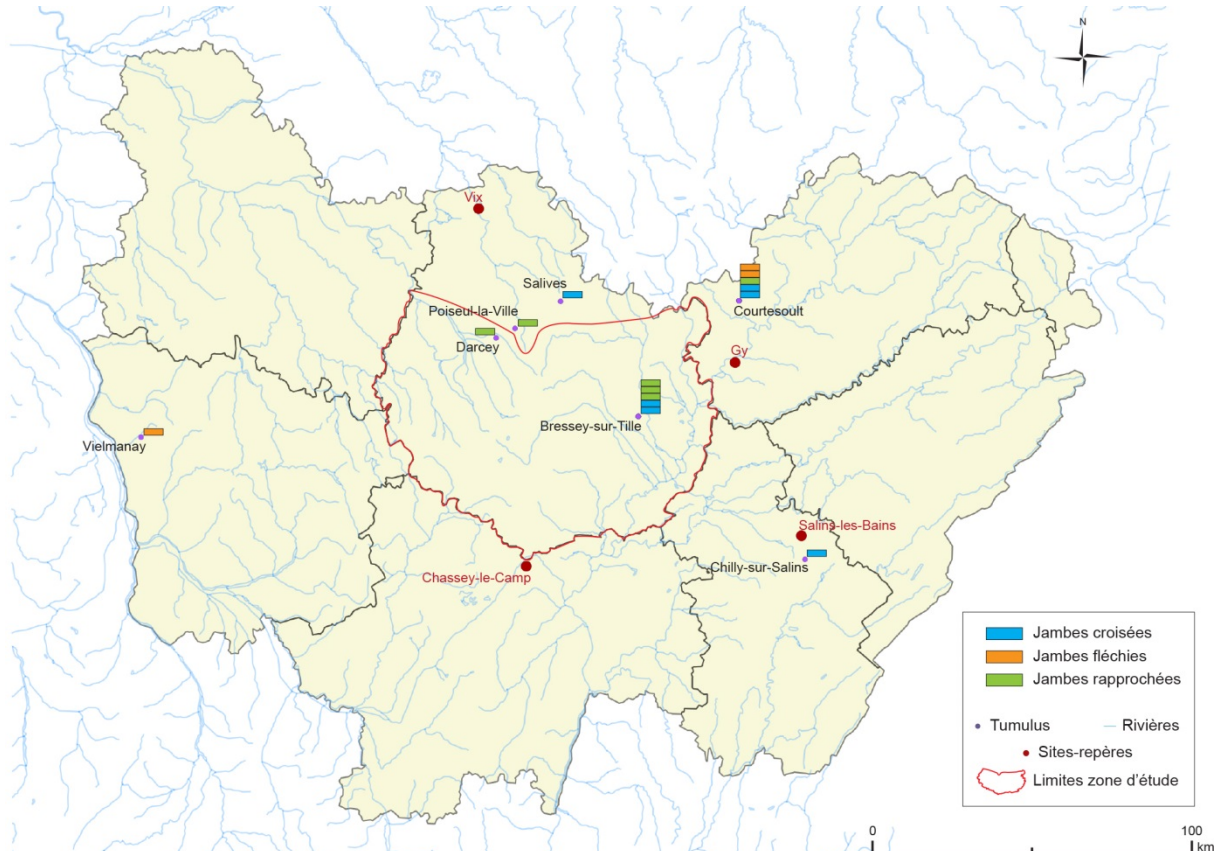 N
Vix
Salives
Poiseul-la-Ville
Darcey
Courtesoult
Gy
Bressey-sur-Tille
Vielmanay
Salins-les-Bains
Chilly-sur-Salins
Chassey-le-Camp
Jambes croisées
Jambes fléchies
Jambes rapprochées
Tumulus
Rivières
Sites-repères
Limites zone d'étude
0 100
km